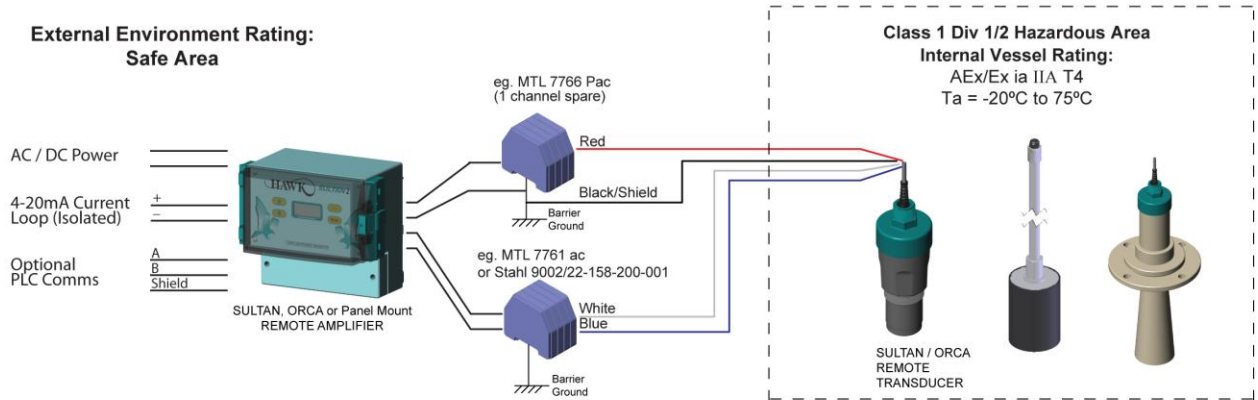 External Environment Rating:
Safe Area
AC / DC Power
4-20mA Current
Loop (Isolated)
+
–
Optional
PLC Comms
A
B
Shield
HAWK
SULTAN, ORCA or Panel Mount
REMOTE AMPLIFIER
eg. MTL 7766 Pac
(1 channel spare)
Red
Black/Shield
Barrier
Ground
eg. MTL 7761 ac
or Stahl 9002/22-158-200-001
White
Blue
Barrier
Ground
Class 1 Div 1/2 Hazardous Area
Internal Vessel Rating:
AEx/Ex ia IIA T4
Ta = -20ºC to 75ºC
SULTAN / ORCA
REMOTE
TRANSDUCER